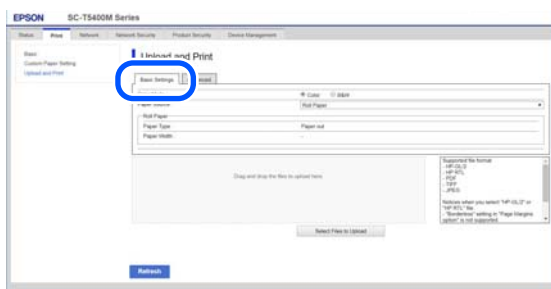 EPSON SC-T5400M Series
Status Print Network Network Security Product Security Device Management
Basic
Custom Paper Setting
Upload and Print
Upload and Print
Basic Settings
Color B&W
Roll Paper
Roll Paper
Paper Type Paper out
Paper Width -
Drag and drop the files to upload here.
Supported file format
- HP-GL/2
- HP RTL
- PDF
- TIFF
- JPEG
Notices when you select "HP-GL/2" or
"HP RTL" file
- "Borderless" setting in "Page Margins
option" is not supported.
Select Files to Upload
Refresh